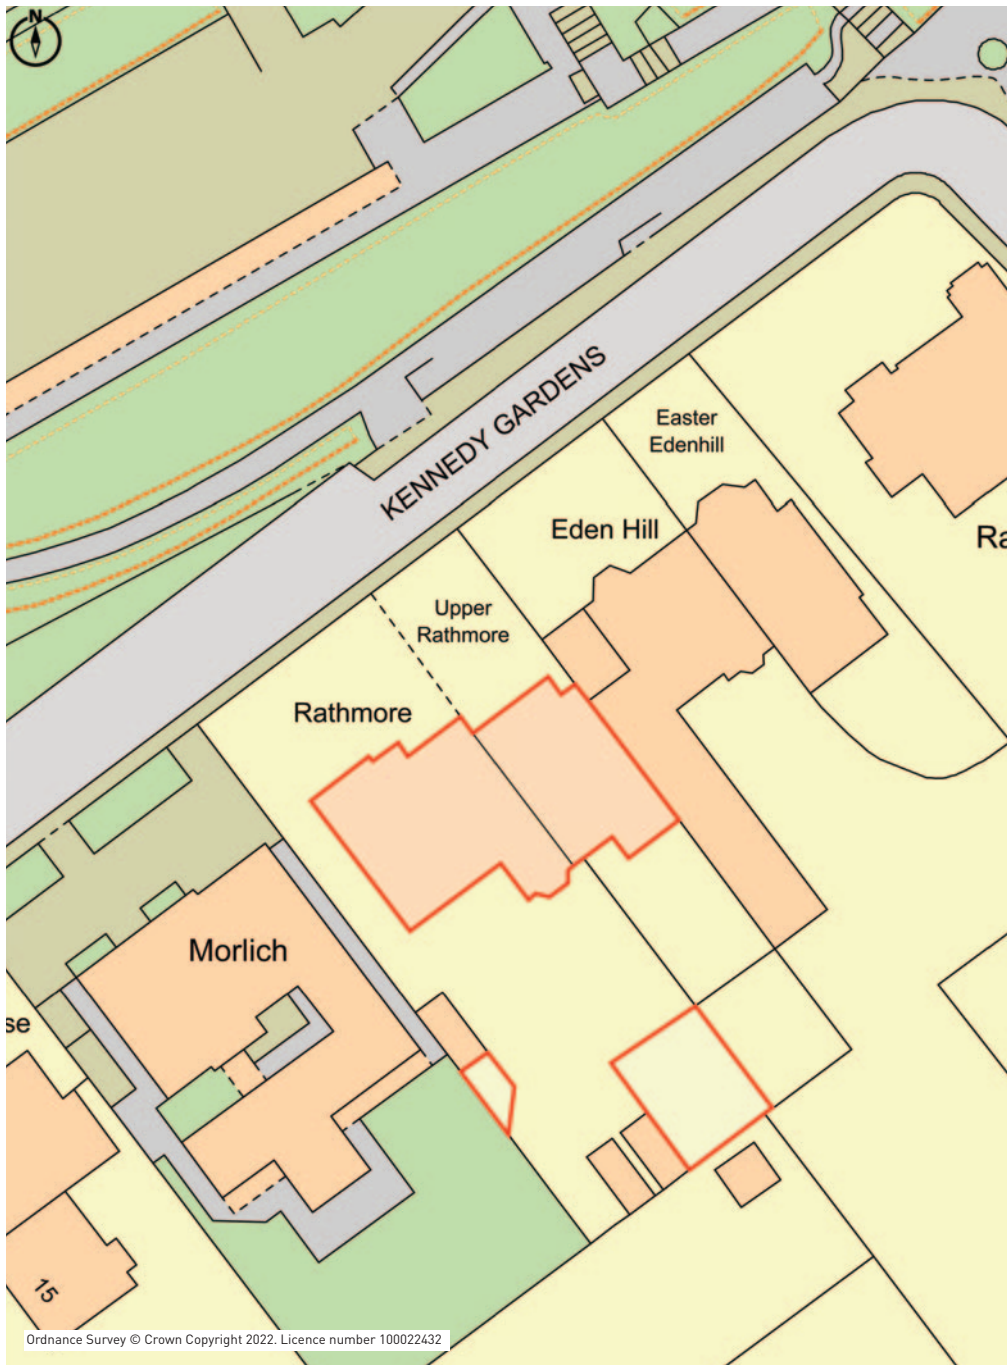 N
KENNEDY GARDENS
Easter
Edenhill
Eden Hill
Ra
Upper
Rathmore
Rathmore
Morlich
se
15
Ordnance Survey © Crown Copyright 2022. Licence number 100022432